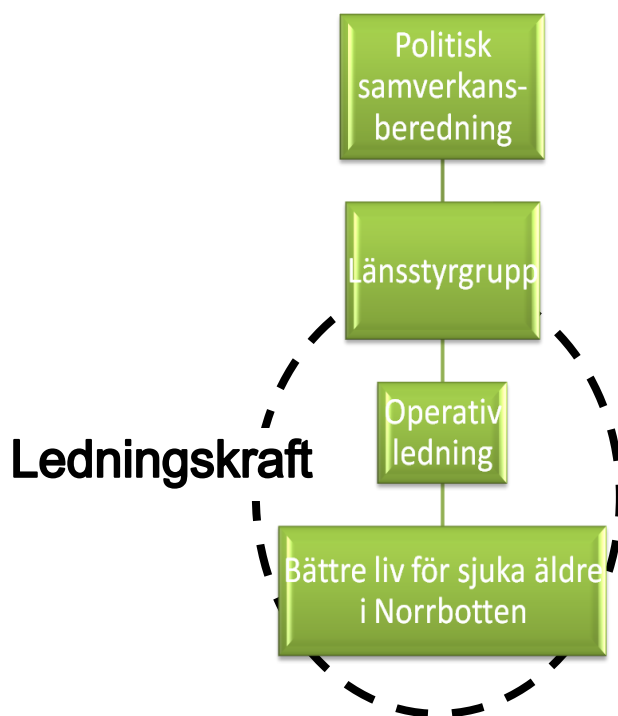 Politisk
samverkans-
beredning
Länsstyrgrupp
Operativ
ledning
Ledningskraft
Bättre liv för sjuka äldre
i Norrbotten